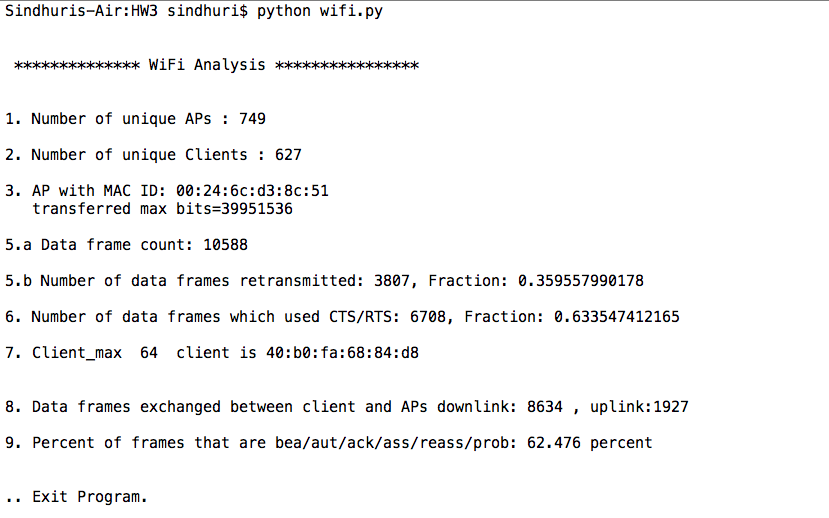 Sindhuris-Air:HW3 sindhuri$ python wifi.py
************** WiFi Analysis ****************
1. Number of unique APs : 749
2. Number of unique Clients : 627
3. AP with MAC ID: 00:24:6c:d3:8c:51
transferred max bits=39951536
5.a Data frame count: 10588
5.b Number of data frames retransmitted: 3807, Fraction: 0.359557990178
6. Number of data frames which used CTS/RTS: 6708, Fraction: 0.633547412165
7. Client_max  64  client is 40:b0:fa:68:84:d8
8. Data frames exchanged between client and APs downlink: 8634 , uplink:1927
9. Percent of frames that are bea/aut/ack/ass/reass/prob: 62.476 percent
.. Exit Program.